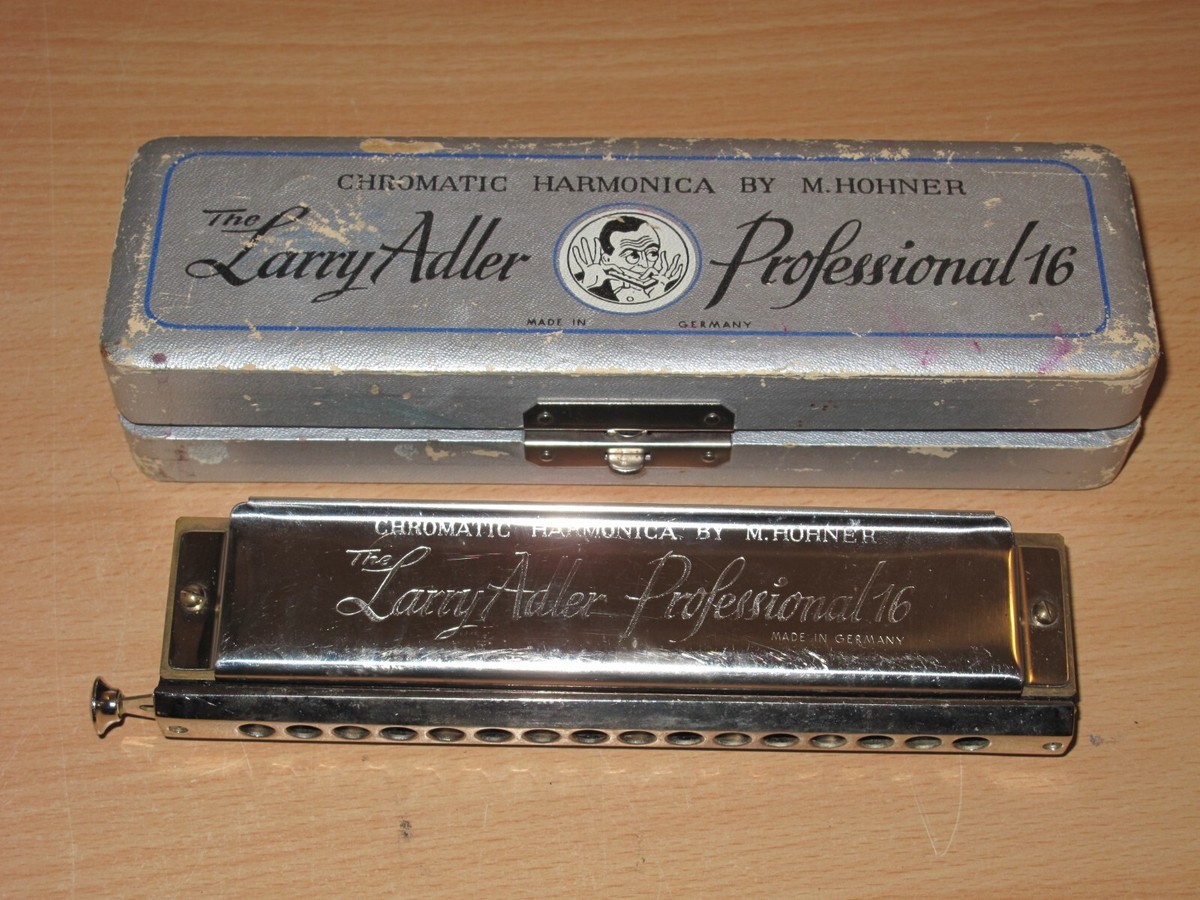 CHROMATIC HARMONICA BY M. HOHNER
The Larry Adler Professional 16
MADE IN GERMANY
CHROMATIC HARMONICA BY M. HOHNER
The Larry Adler Professional 16
MADE IN GERMANY